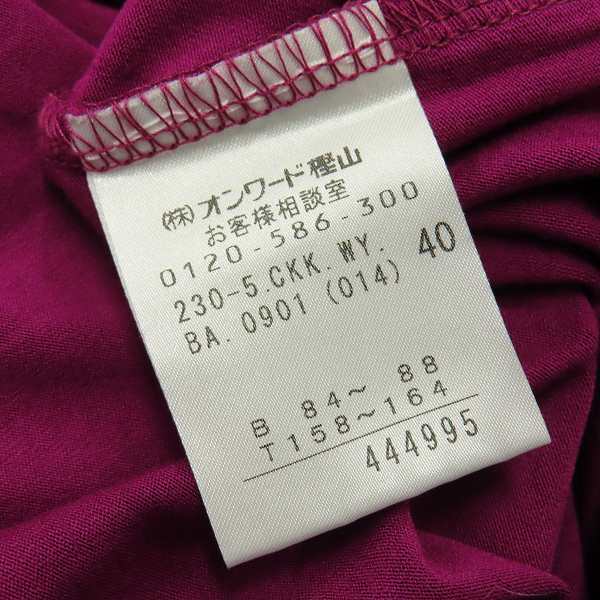 (株)オンワード樫山
お客様相談室
0120-586-300
230-5.CKK.WY. 40
BA.0901 (014)
B 84～ 88
T158～164
444995